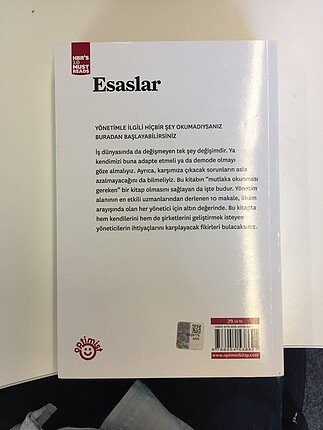 HBR'S
10
MUST
READS
Esaslar
YÖNETİMLE İLGİLİ HİÇBİR ŞEY OKUMADIYSANIZ
BURADAN BAŞLAYABİLİRSİNİZ
İş dünyasında da değişmeyen tek şey değişimdir. Ya
kendimizi buna adapte etmeli ya da demode olmayı
göze almalıyız. Ayrıca, karşımıza çıkacak sorunların asla
azalmayacağını da bilmeliyiz. Bu kitabın "mutlaka okunması
gereken" bir kitap olmasını sağlayan da işte budur. Yönetim
alanının en etkili uzmanlarından derlenen 10 makale, ilham
arayışında olan her yönetici için altın değerinde. Bu kitapta
hem kendilerini hem de şirketlerini geliştirmek isteyen
yöneticilerin ihtiyaçlarını karşılayacak fikirleri bulacaksınız.
optimist
www.optimistkitap.com